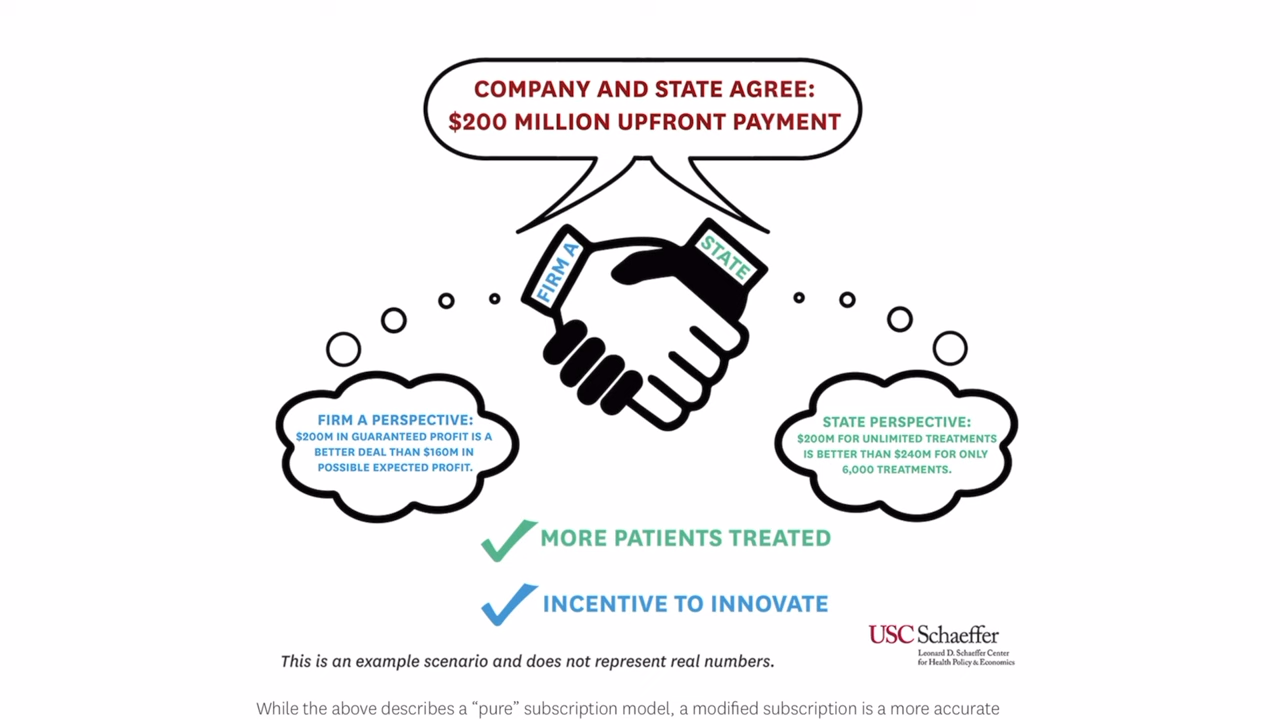 COMPANY AND STATE AGREE:
$200 MILLION UPFRONT PAYMENT
FIRM A
STATE
FIRM A PERSPECTIVE:
$200M IN GUARANTEED PROFIT IS A
BETTER DEAL THAN $160M IN
POSSIBLE EXPECTED PROFIT.
STATE PERSPECTIVE:
$200M FOR UNLIMITED TREATMENTS
IS BETTER THAN $240M FOR ONLY
6,000 TREATMENTS.
MORE PATIENTS TREATED
INCENTIVE TO INNOVATE
USC Schaeffer
Leonard D. Schaeffer Center
for Health Policy & Economics
This is an example scenario and does not represent real numbers.
While the above describes a “pure” subscription model, a modified subscription is a more accurate